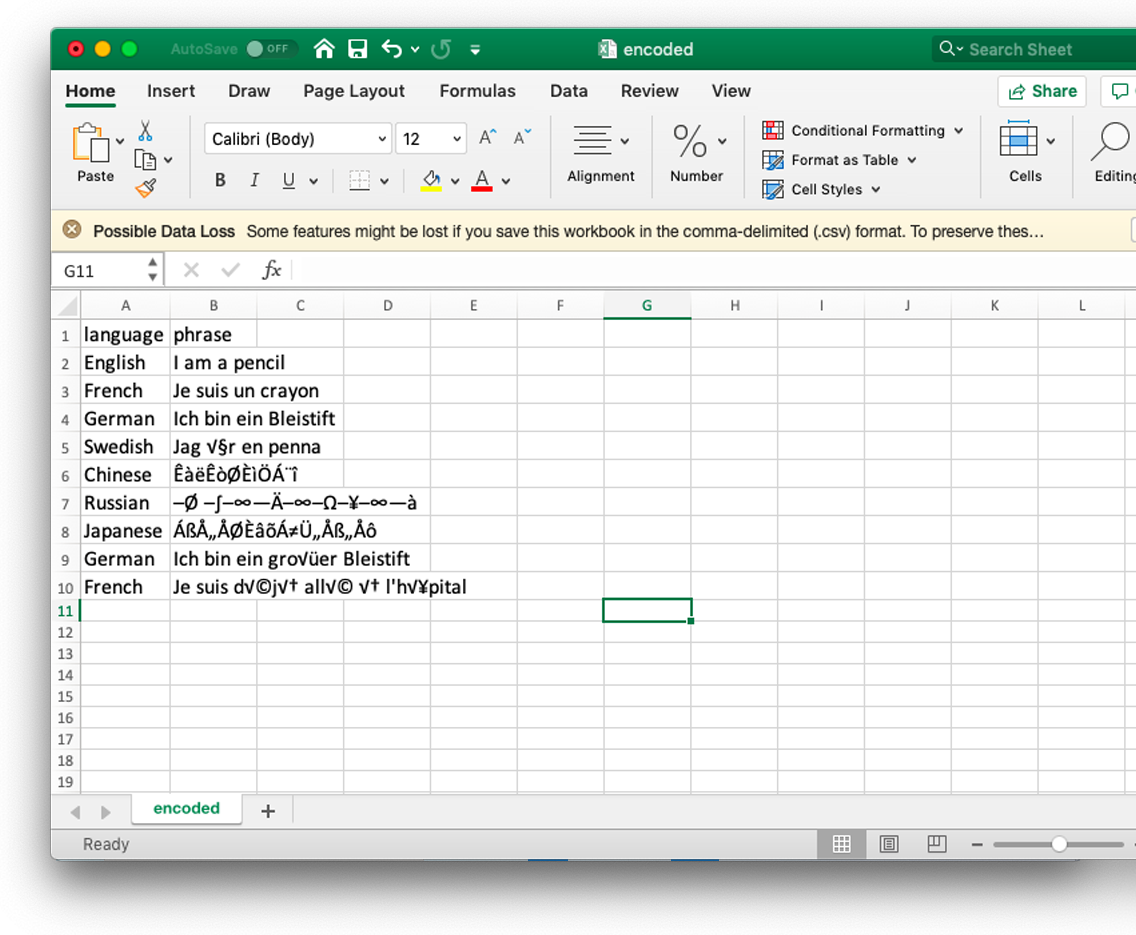 AutoSave OFF encoded Search Sheet
Home Insert Draw Page Layout Formulas Data Review View Share
Paste Calibri (Body) 12 A^ Aˇ B I U A Alignment % Number Conditional Formatting Format as Table Cell Styles Cells Editing
Possible Data Loss Some features might be lost if you save this workbook in the comma-delimited (.csv) format. To preserve thes…
G11 fx
A B C D E F G H I J K L
1 language phrase
2 English I am a pencil
3 French Je suis un crayon
4 German Ich bin ein Bleistift
5 Swedish Jag √§r en penna
6 Chinese ÊàëÊòØÈìÖÁ¨î
7 Russian –Ø –∫–∞—Ä–∞–Ω–¥–∞—à
8 Japanese ÁßÅ„ÅØÈâõÁ≠Ü„Åß„Åô
9 German Ich bin ein gro√üer Bleistift
10 French Je suis d√©j√† all√© √† l'h√¥pital
11
12
13
14
15
16
17
18
19
encoded +
Ready